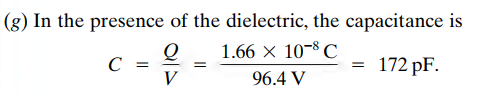 (g) In the presence of the dielectric, the capacitance is
C = Q/V = 1.66 × 10⁻⁸ C / 96.4 V = 172 pF.